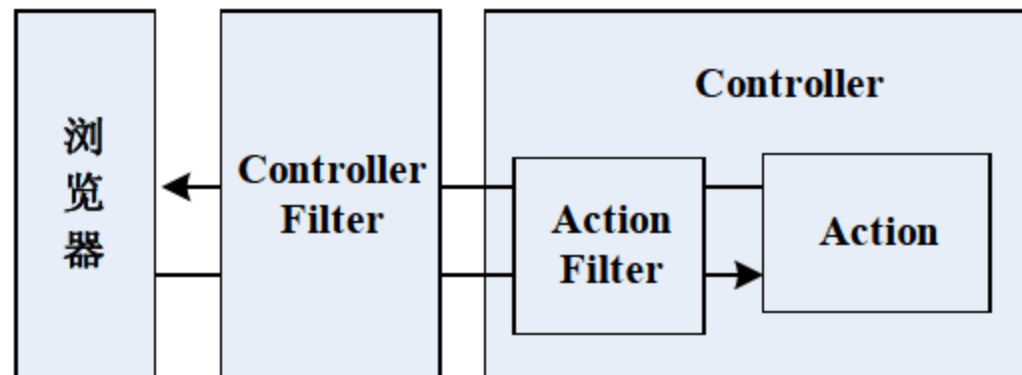 浏
览
器
Controller
Filter
Controller
Action
Filter
Action